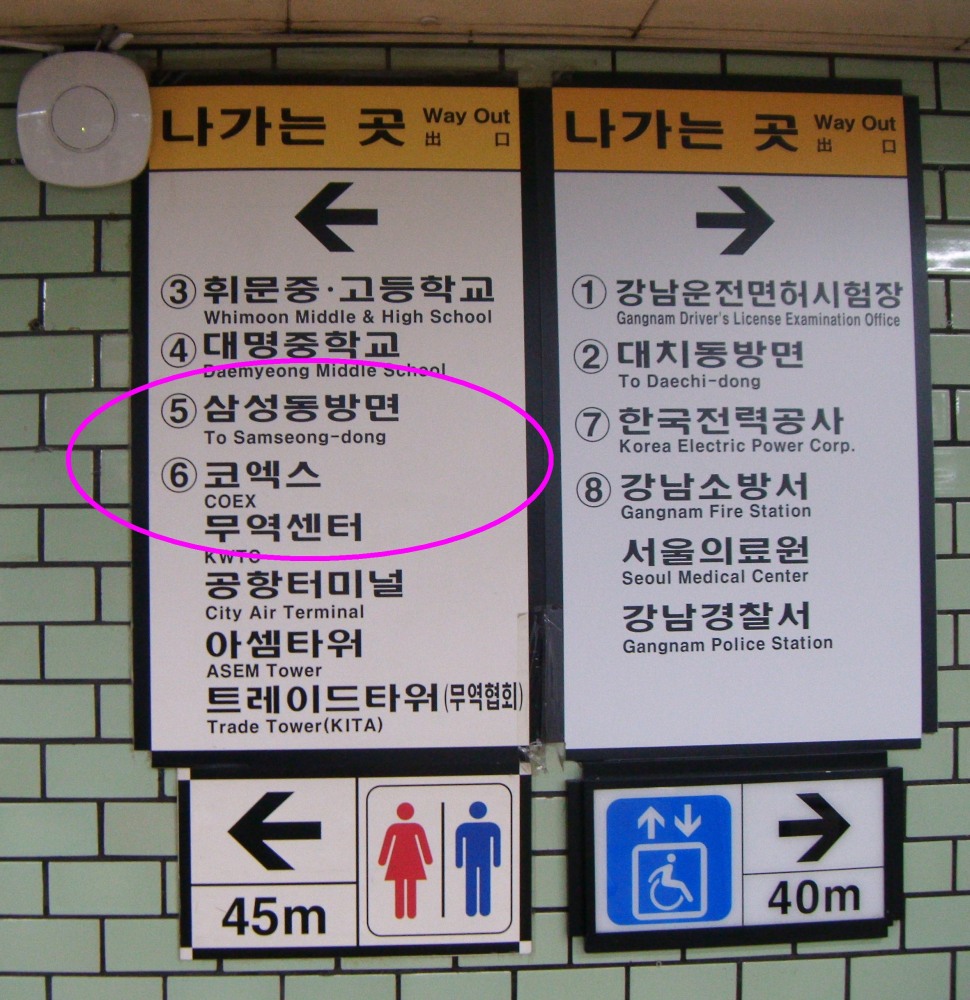 나가는 곳 Way Out
出 口
③ 휘문중·고등학교
Whimoon Middle & High School
④ 대명중학교
Daemyeong Middle School
⑤ 삼성동방면
To Samseong-dong
⑥ 코엑스
COEX
무역센터
KWTC
공항터미널
City Air Terminal
아셈타워
ASEM Tower
트레이드타워(무역협회)
Trade Tower(KITA)
45m
나가는 곳 Way Out
出 口
① 강남운전면허시험장
Gangnam Driver's License Examination Office
② 대치동방면
To Daechi-dong
⑦ 한국전력공사
Korea Electric Power Corp.
⑧ 강남소방서
Gangnam Fire Station
서울의료원
Seoul Medical Center
강남경찰서
Gangnam Police Station
40m